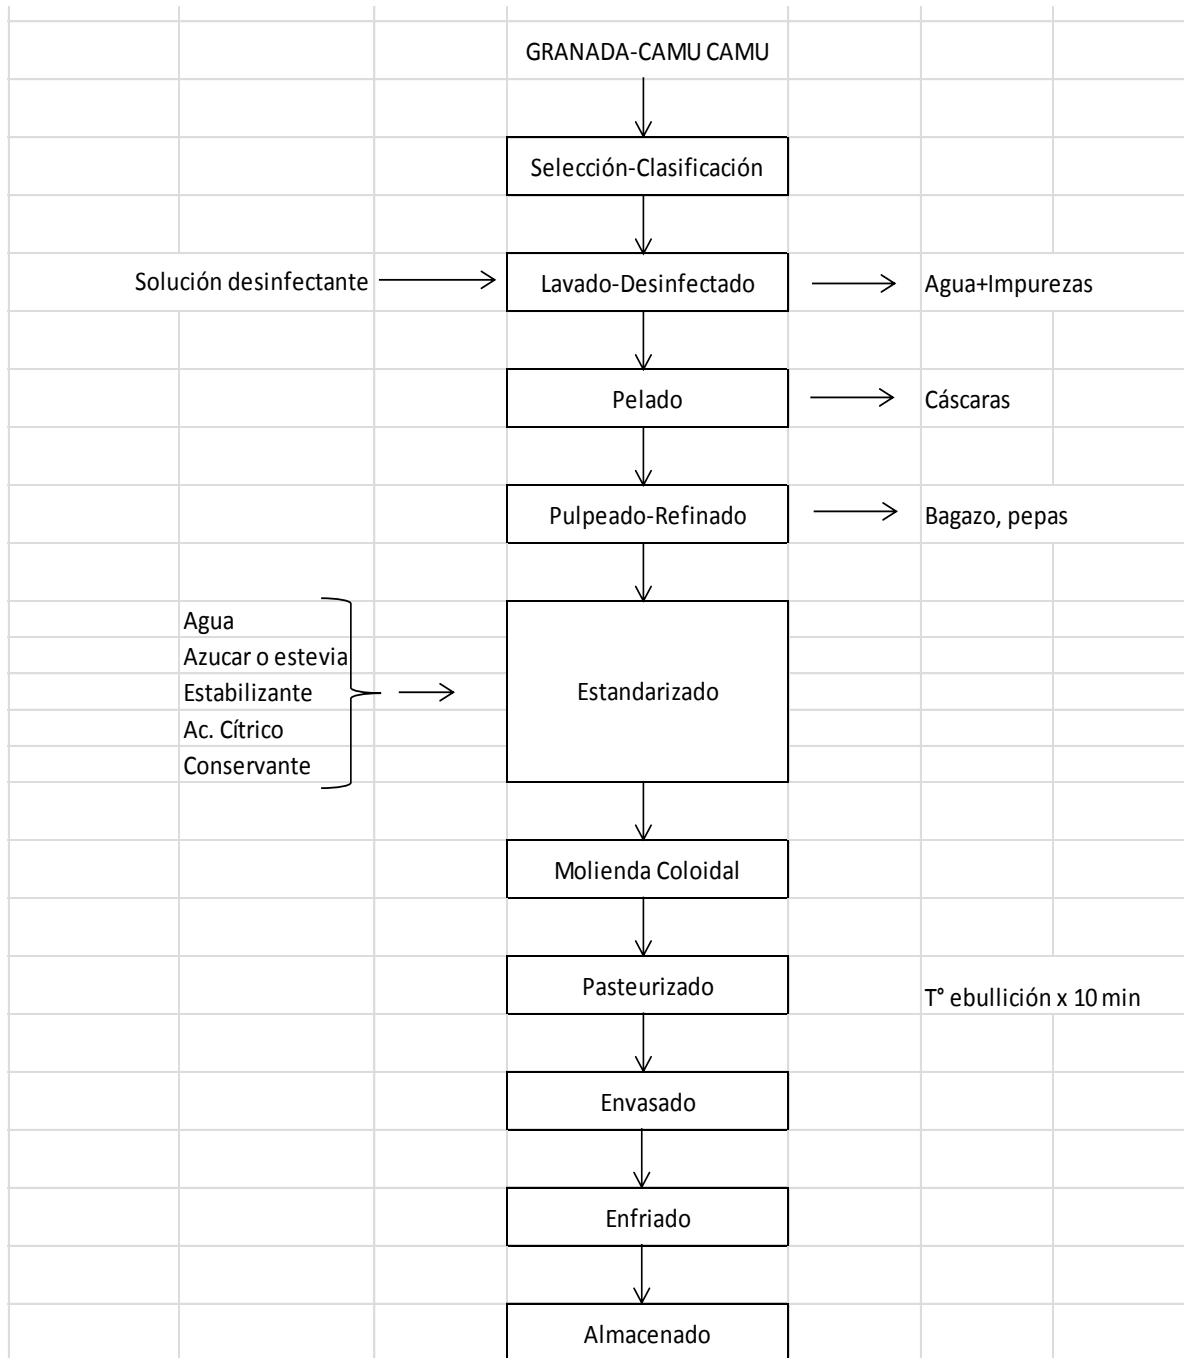 GRANADA-CAMU CAMU
Selección-Clasificación
Solución desinfectante
Lavado-Desinfectado
Agua+Impurezas
Pelado
Cáscaras
Pulpeado-Refinado
Bagazo, pepas
Agua
Azucar o estevia
Estabilizante
Ac. Cítrico
Conservante
Estandarizado
Molienda Coloidal
Pasteurizado
T° ebullición x 10 min
Envasado
Enfriado
Almacenado